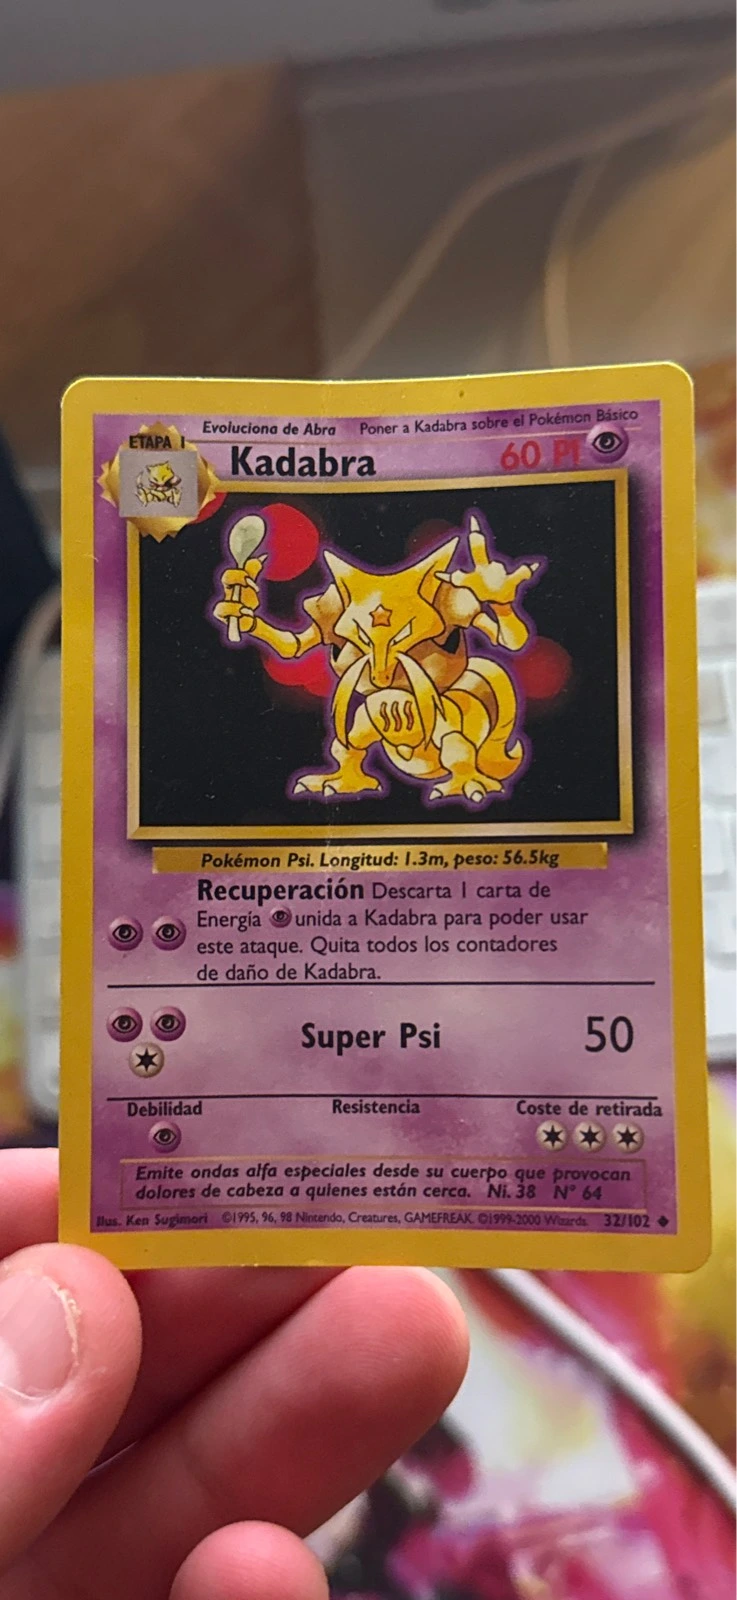 Evoluciona de Abra Poner a Kadabra sobre el Pokémon Básico
ETAPA 1
Kadabra 60 PI
Pokémon Psi. Longitud: 1.3m, peso: 56.5kg
Recuperación Descarta 1 carta de
Energía unida a Kadabra para poder usar
este ataque. Quita todos los contadores
de daño de Kadabra.
Super Psi 50
Debilidad Resistencia Coste de retirada
Emite ondas alfa especiales desde su cuerpo que provocan
dolores de cabeza a quienes están cerca. Ni. 38 Nº 64
Ilus. Ken Sugimori ©1995, 96, 98 Nintendo, Creatures, GAMEFREAK. ©1999-2000 Wizards. 32/102